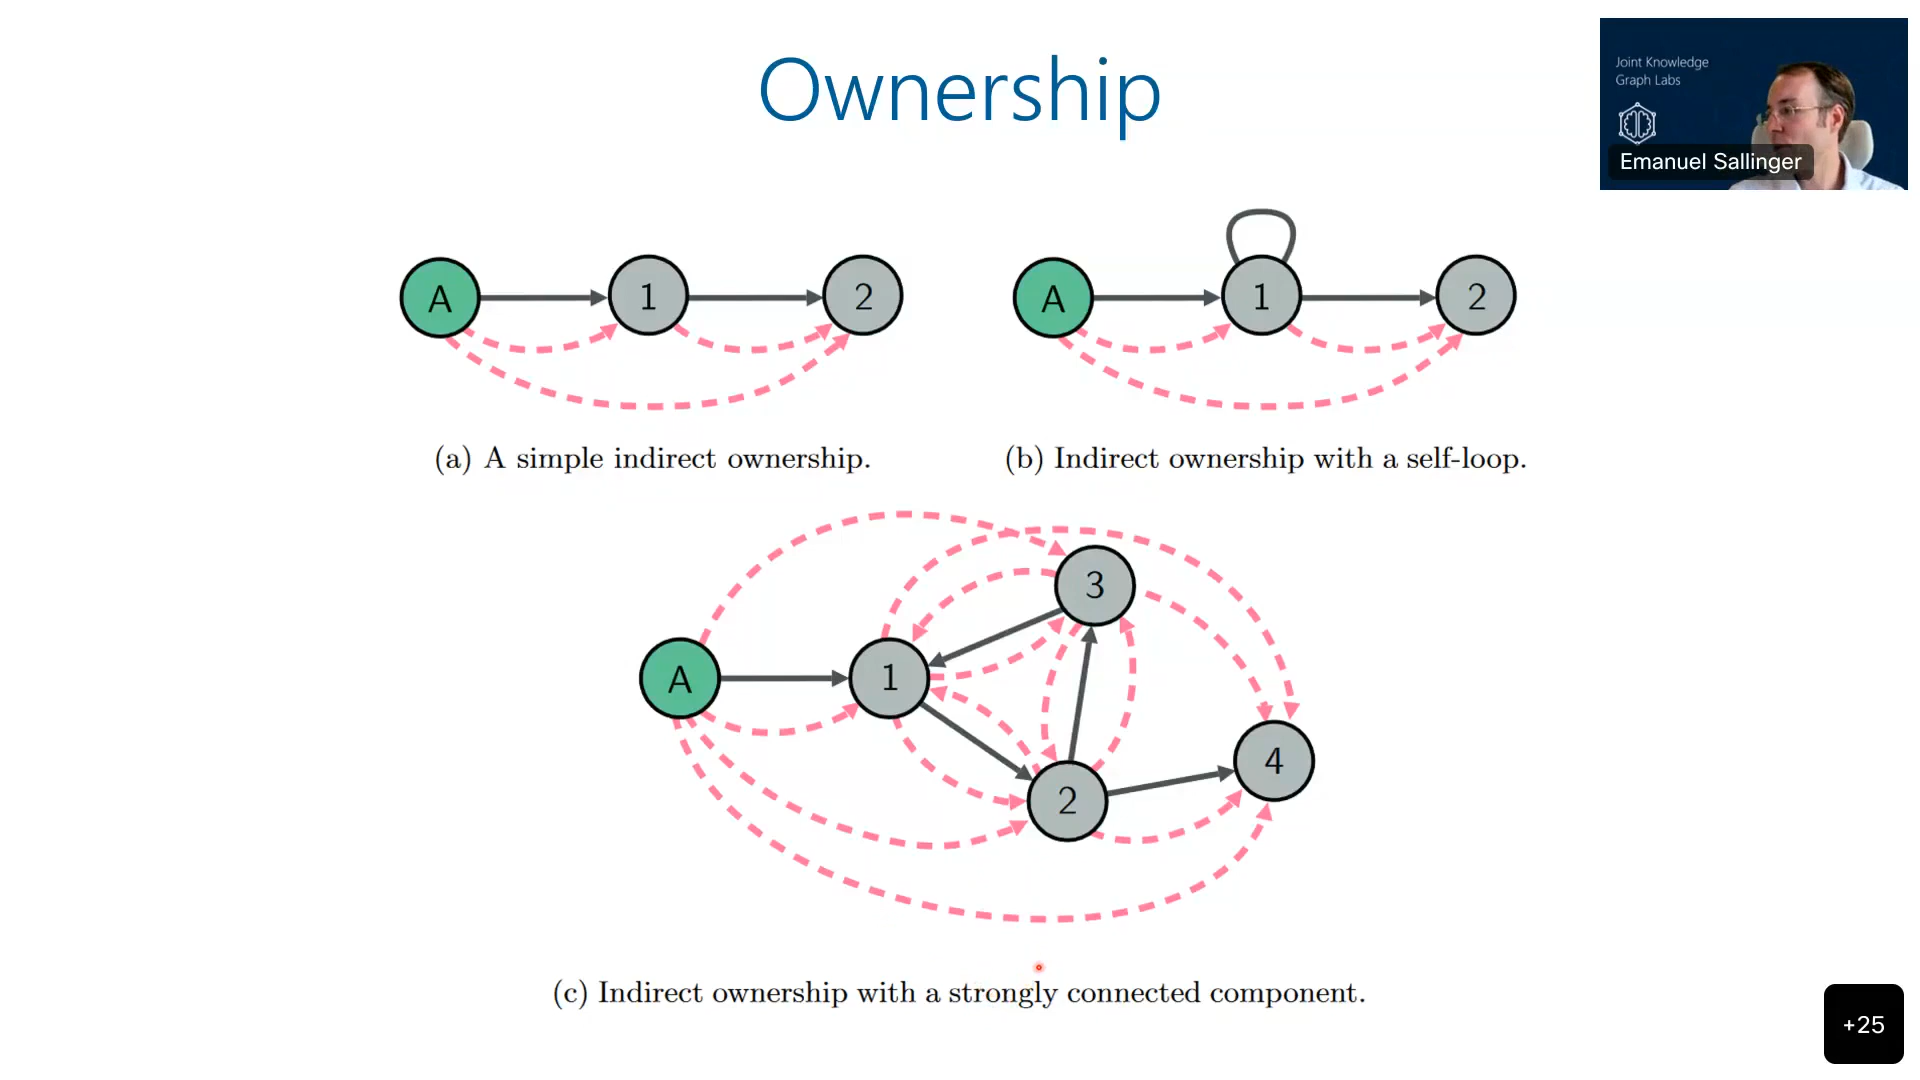 Ownership
Joint Knowledge
Graph Labs
Emanuel Sallinger
A
1
2
A
1
2
(a) A simple indirect ownership.
(b) Indirect ownership with a self-loop.
3
A
1
4
2
(c) Indirect ownership with a strongly connected component.
+25